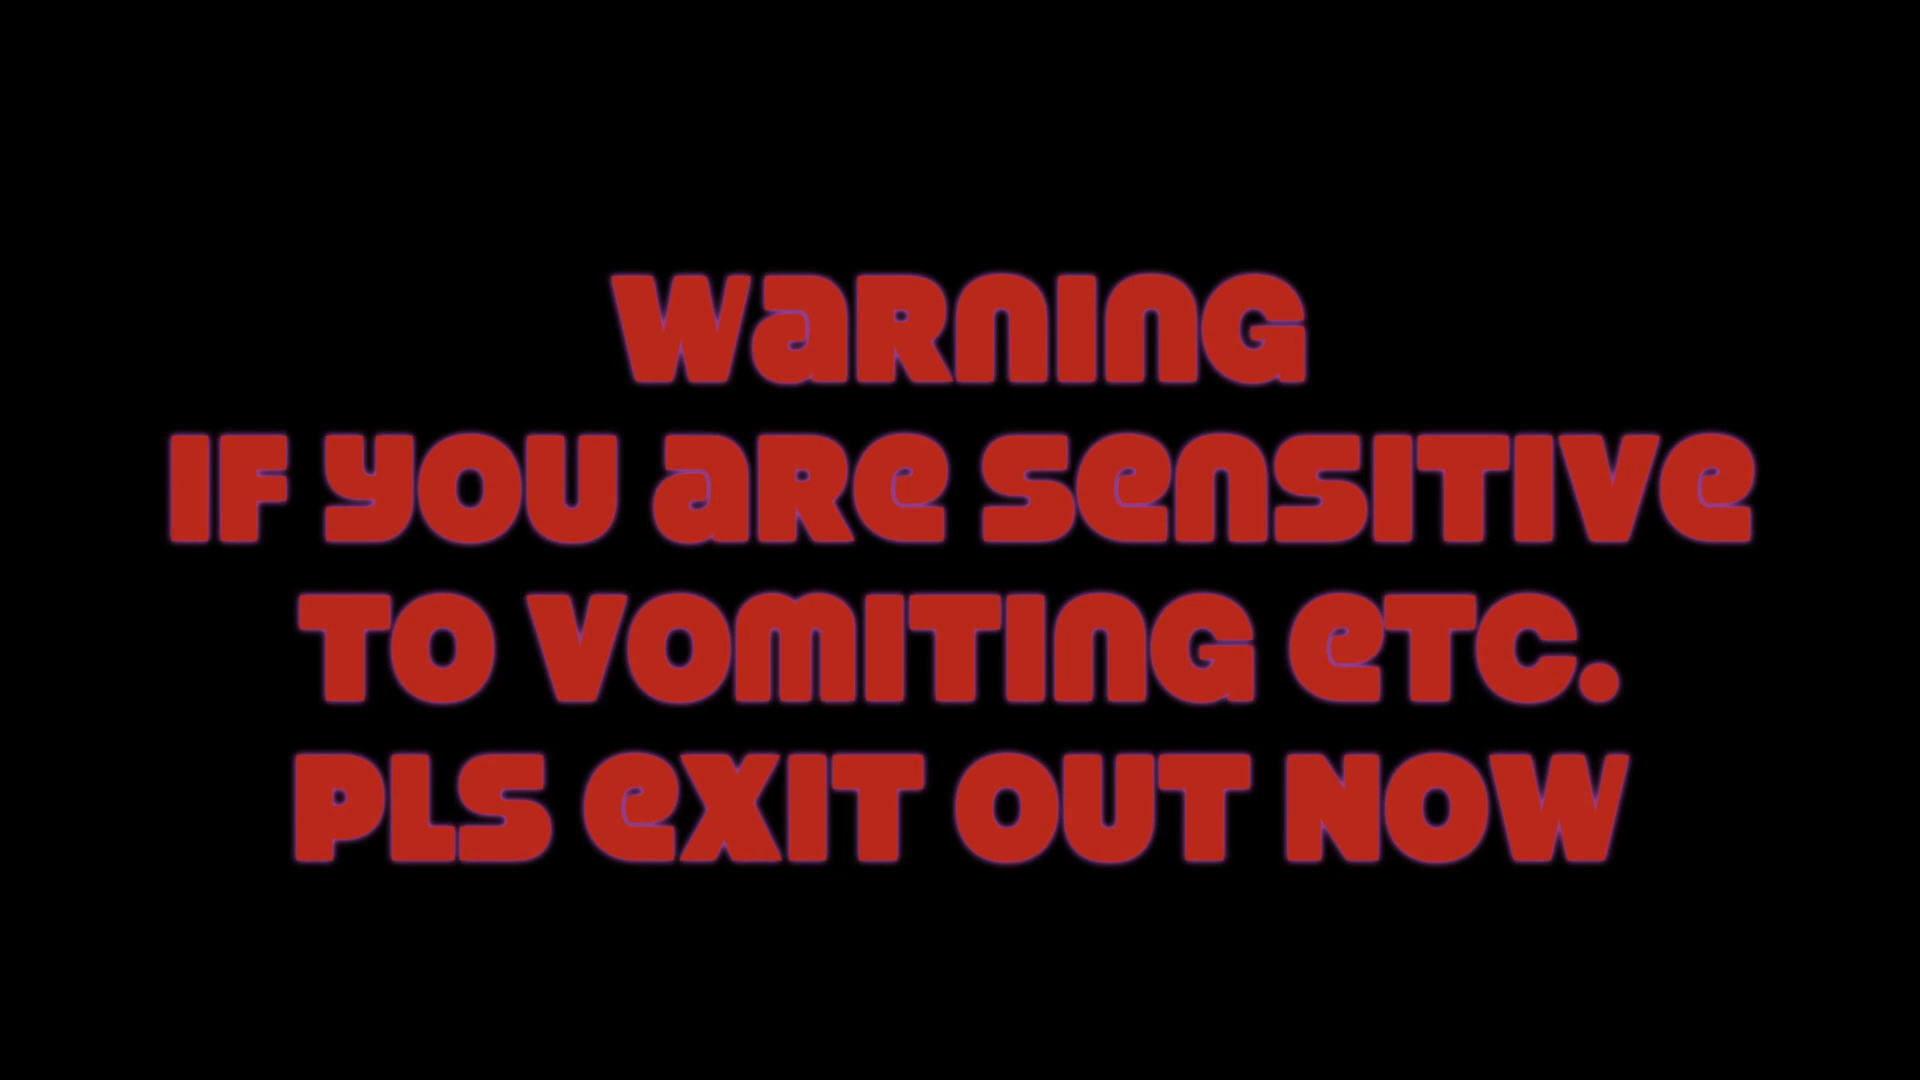 WARNING
IF YOU ARE SENSITIVE
TO VOMITING ETC.
PLS EXIT OUT NOW